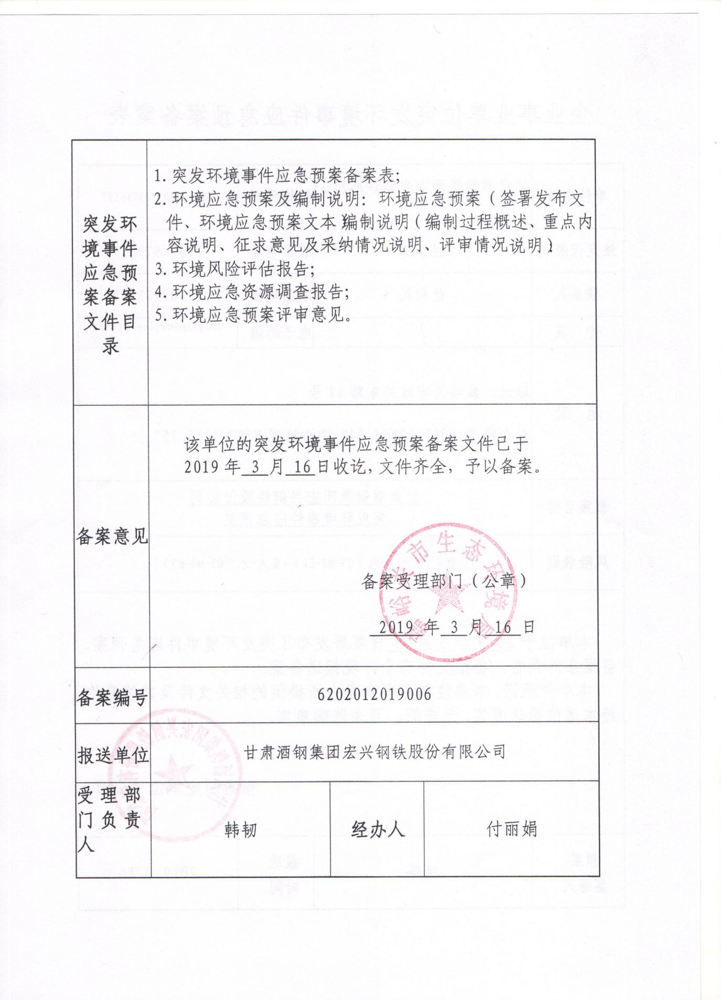 突发环
境事件
应急预
案备案
文件目
录
1. 突发环境事件应急预案备案表；
2. 环境应急预案及编制说明：环境应急预案（签署发布文
件、环境应急预案文本）编制说明（编制过程概述、重点内
容说明、征求意见及采纳情况说明、评审情况说明）
3. 环境风险评估报告；
4. 环境应急资源调查报告；
5. 环境应急预案评审意见。
备案意见
该单位的突发环境事件应急预案备案文件已于
2019 年 3 月 16 日收讫，文件齐全，予以备案。
备案受理部门（公章）
2019 年 3 月 16 日
备案编号
6202012019006
报送单位
甘肃酒钢集团宏兴钢铁股份有限公司
受理部
门负责
人
韩韧
经办人
付丽娟